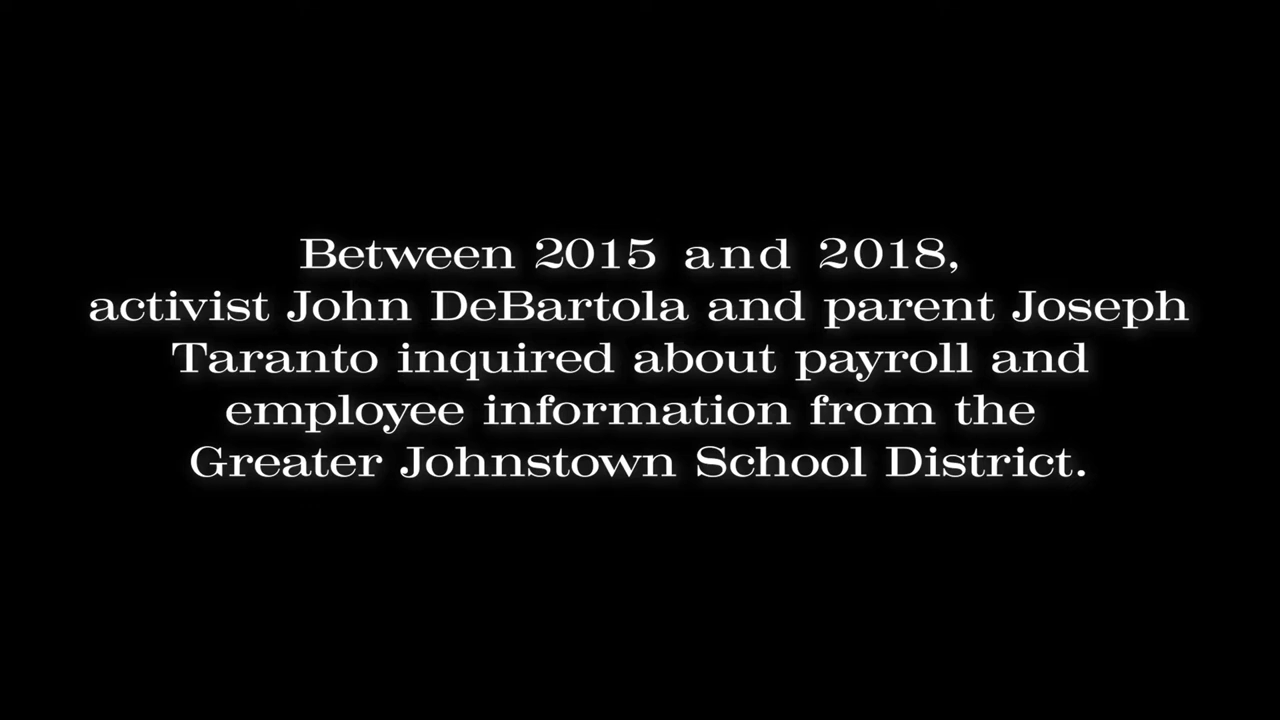 Between 2015 and 2018,
activist John DeBartola and parent Joseph
Taranto inquired about payroll and
employee information from the
Greater Johnstown School District.